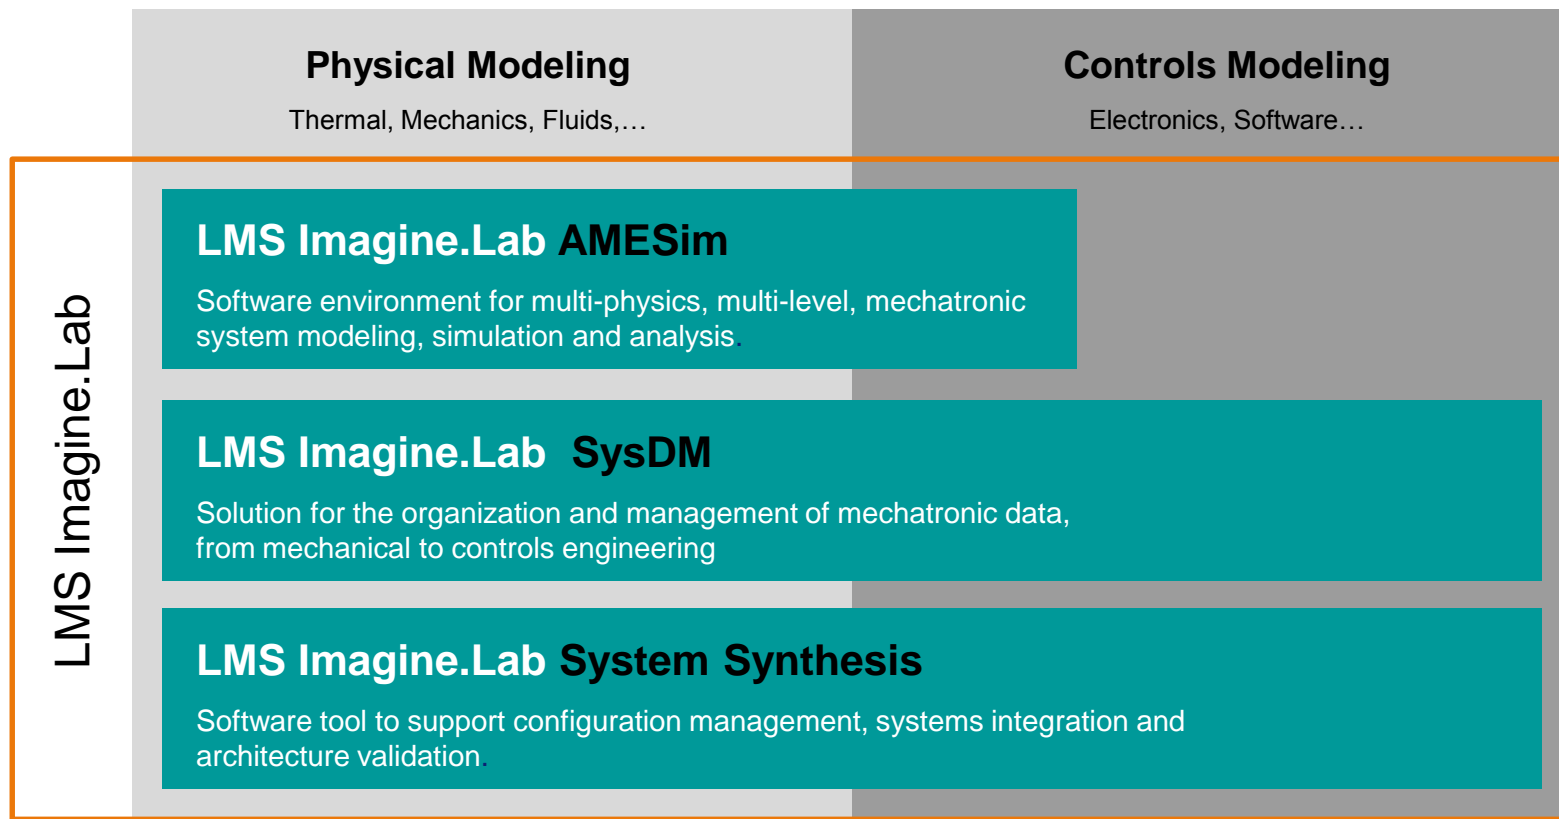 Physical Modeling
Thermal, Mechanics, Fluids,…
Controls Modeling
Electronics, Software…
LMS Imagine.Lab
LMS Imagine.Lab AMESim
Software environment for multi-physics, multi-level, mechatronic
system modeling, simulation and analysis.
LMS Imagine.Lab  SysDM
Solution for the organization and management of mechatronic data,
from mechanical to controls engineering
LMS Imagine.Lab System Synthesis
Software tool to support configuration management, systems integration and
architecture validation.